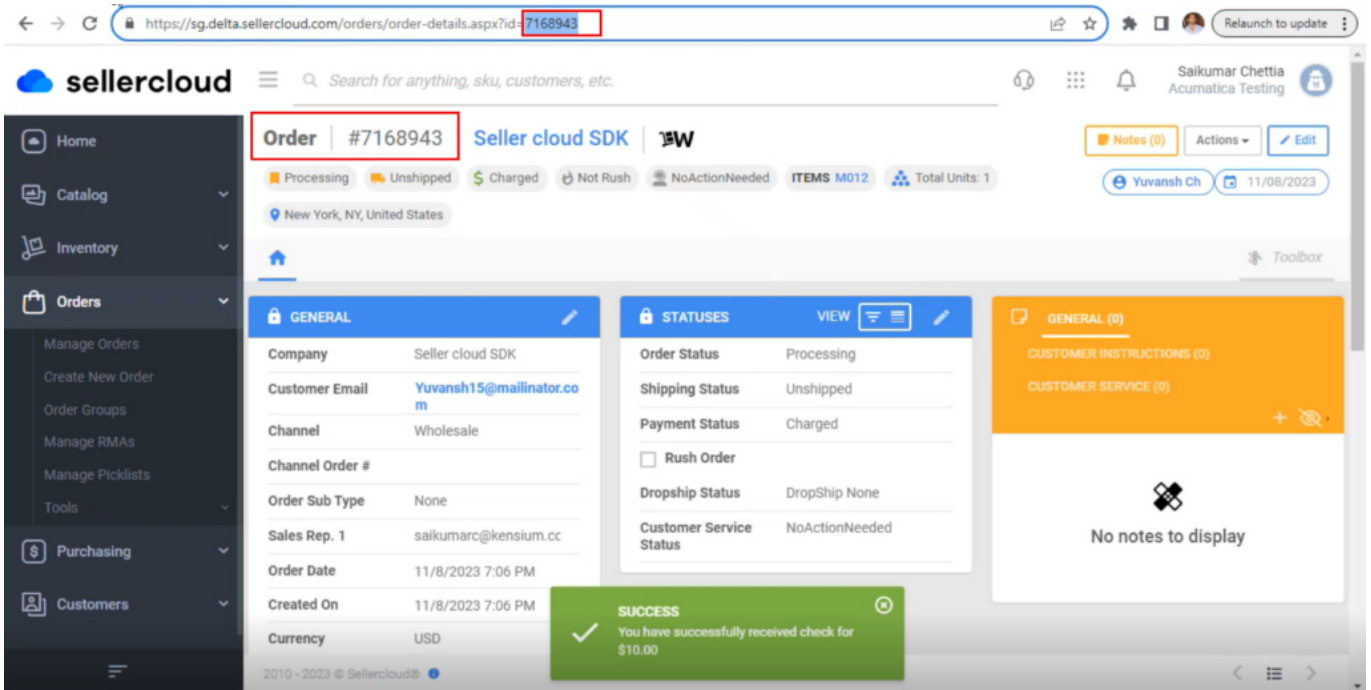 https://sg.delta.sellercloud.com/orders/order-details.aspx?id=7168943
Relaunch to update
sellercloud
Search for anything, sku, customers, etc.
Saikumar Chettia
Acumatica Testing
Home
Catalog
Inventory
Orders
Manage Orders
Create New Order
Order Groups
Manage RMAs
Manage Picklists
Tools
Purchasing
Customers
Order #7168943 Seller cloud SDK W
Notes (0) Actions Edit
Processing Unshipped $ Charged Not Rush NoActionNeeded ITEMS M012 Total Units: 1
Yuvansh Ch 11/08/2023
New York, NY, United States
Toolbox
GENERAL
Company Seller cloud SDK
Customer Email Yuvansh15@mailinator.co
m
Channel Wholesale
Channel Order #
Order Sub Type None
Sales Rep. 1 saikumarc@kensium.cc
Order Date 11/8/2023 7:06 PM
Created On 11/8/2023 7:06 PM
Currency USD
STATUSES VIEW
Order Status Processing
Shipping Status Unshipped
Payment Status Charged
Rush Order
Dropship Status DropShip None
Customer Service NoActionNeeded
Status
GENERAL (0)
CUSTOMER INSTRUCTIONS (0)
CUSTOMER SERVICE (0)
No notes to display
SUCCESS
You have successfully received check for
$10.00
2010 - 2023 © Sellercloud®